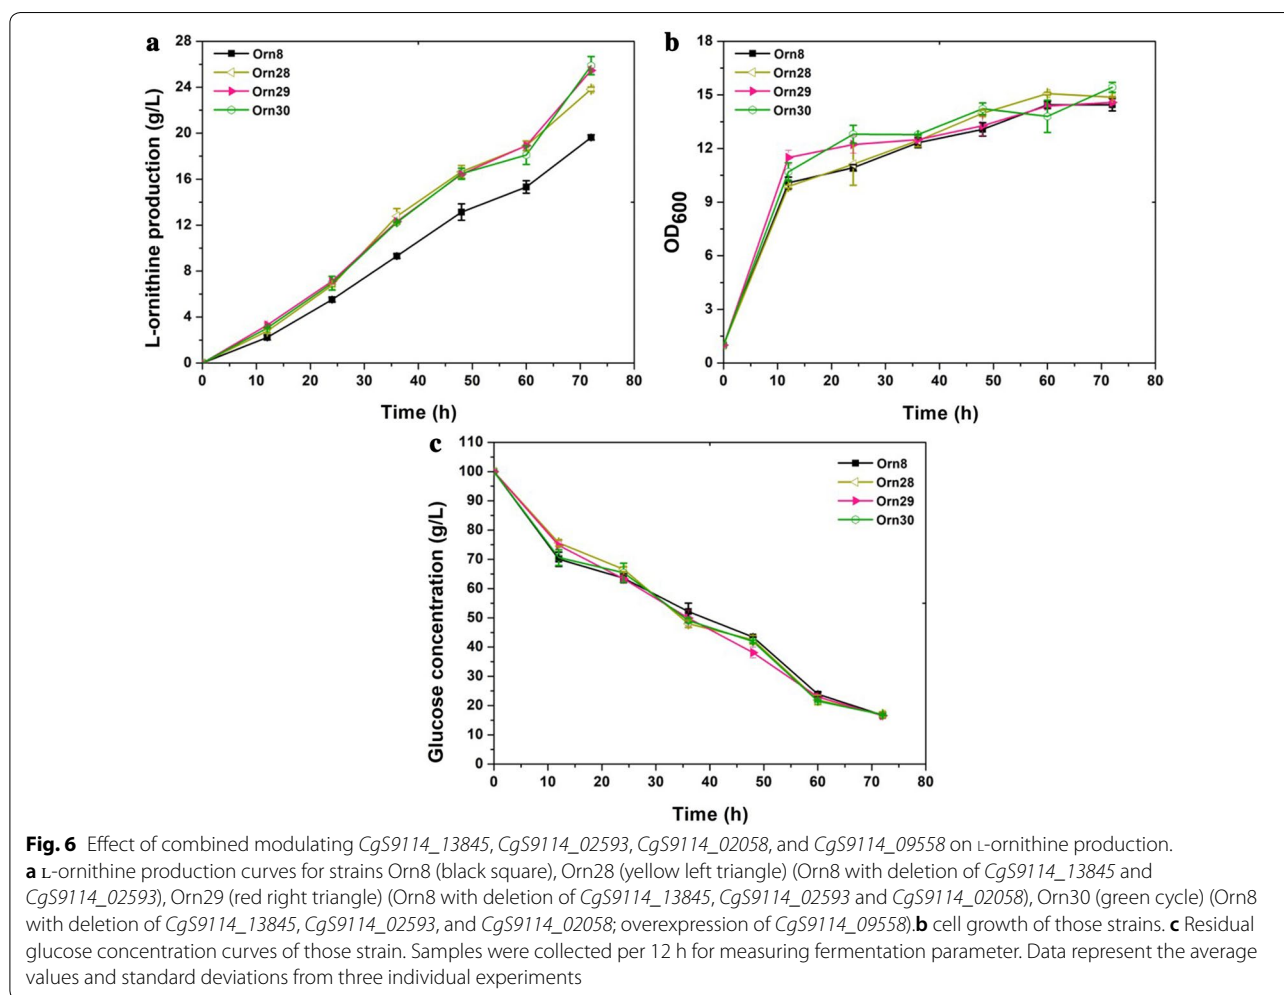 a
28
24
20
16
12
8
4
0
L-ornithine production (g/L)
Orn8
Orn28
Orn29
Orn30
0 10 20 30 40 50 60 70 80
Time (h)
b
18
15
12
9
6
3
0
OD600
Orn8
Orn28
Orn29
Orn30
0 10 20 30 40 50 60 70 80
Time (h)
c
110
100
90
80
70
60
50
40
30
20
10
0
Glucose concentration (g/L)
Orn8
Orn28
Orn29
Orn30
0 10 20 30 40 50 60 70 80
Time (h)
Fig. 6 Effect of combined modulating CgS9114_13845, CgS9114_02593, CgS9114_02058, and CgS9114_09558 on L-ornithine production.
a L-ornithine production curves for strains Orn8 (black square), Orn28 (yellow left triangle) (Orn8 with deletion of CgS9114_13845 and
CgS9114_02593), Orn29 (red right triangle) (Orn8 with deletion of CgS9114_13845, CgS9114_02593 and CgS9114_02058), Orn30 (green cycle) (Orn8
with deletion of CgS9114_13845, CgS9114_02593, and CgS9114_02058; overexpression of CgS9114_09558).b cell growth of those strains. c Residual
glucose concentration curves of those strain. Samples were collected per 12 h for measuring fermentation parameter. Data represent the average
values and standard deviations from three individual experiments